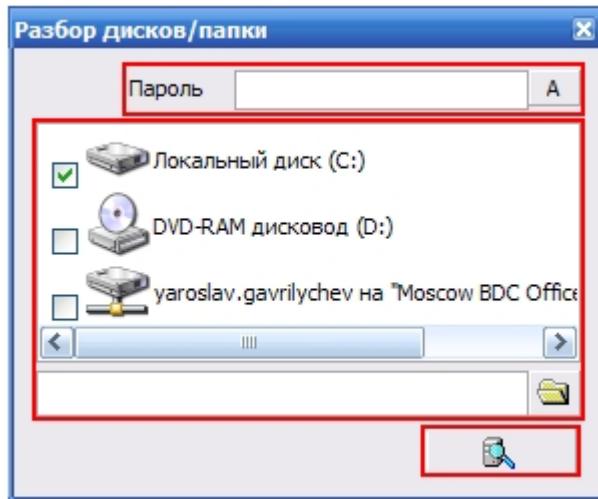 Разбор дисков/папки
Пароль
A
Локальный диск (C:)
DVD-RAM дисковод (D:)
yaroslav.gavrilychev на "Moscow BDC Office